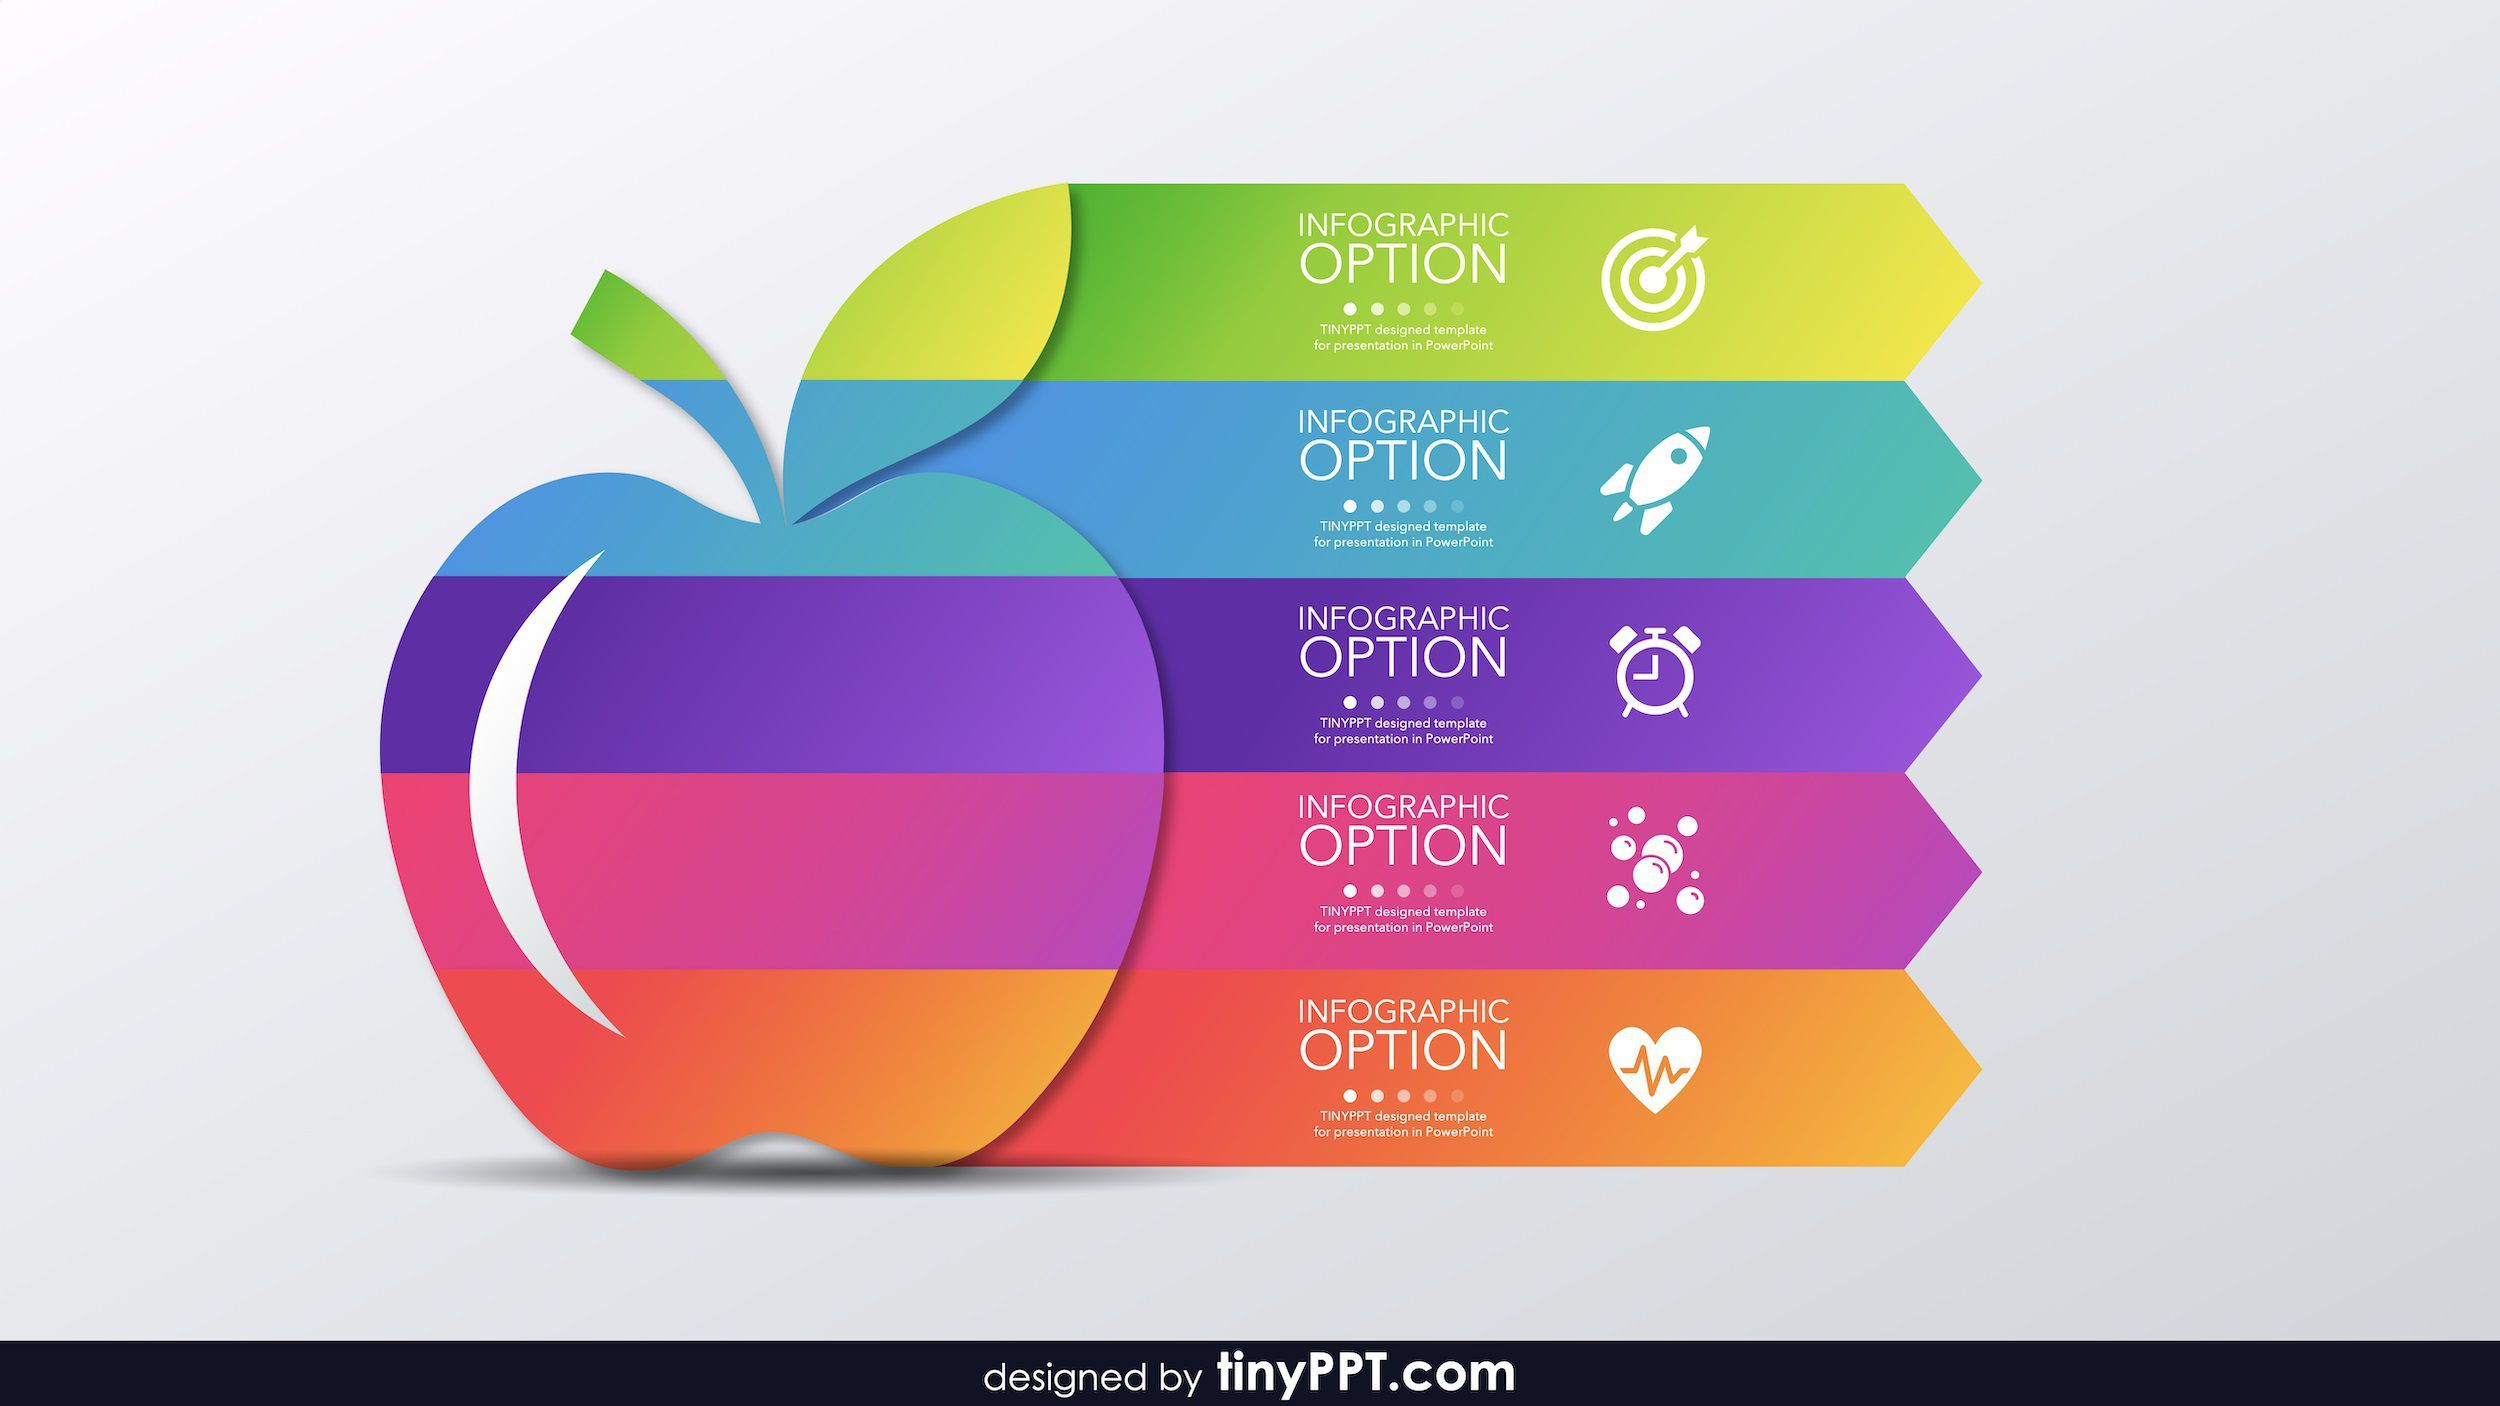 INFOGRAPHIC
OPTION
TINYPPT designed template
for presentation in PowerPoint
INFOGRAPHIC
OPTION
TINYPPT designed template
for presentation in PowerPoint
INFOGRAPHIC
OPTION
TINYPPT designed template
for presentation in PowerPoint
INFOGRAPHIC
OPTION
TINYPPT designed template
for presentation in PowerPoint
INFOGRAPHIC
OPTION
TINYPPT designed template
for presentation in PowerPoint
designed by tinyPPT.com